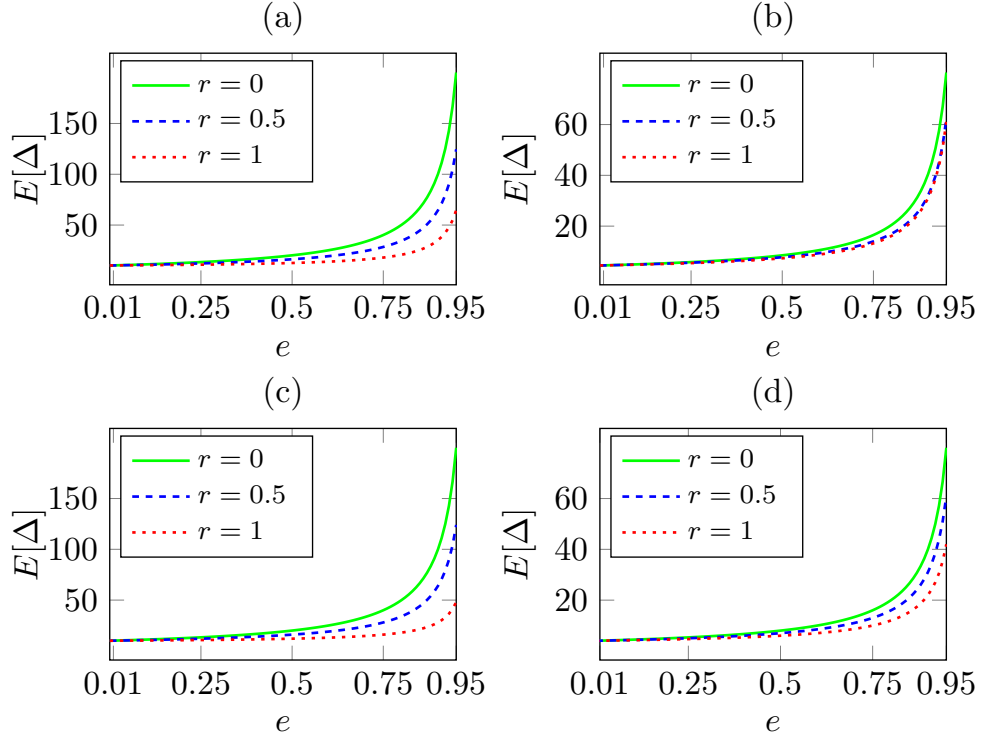 (a)
E[Δ]
150
100
50
r = 0
r = 0.5
r = 1
0.01 0.25 0.5 0.75 0.95
e
(b)
E[Δ]
60
40
20
r = 0
r = 0.5
r = 1
0.01 0.25 0.5 0.75 0.95
e
(c)
E[Δ]
150
100
50
r = 0
r = 0.5
r = 1
0.01 0.25 0.5 0.75 0.95
e
(d)
E[Δ]
60
40
20
r = 0
r = 0.5
r = 1
0.01 0.25 0.5 0.75 0.95
e